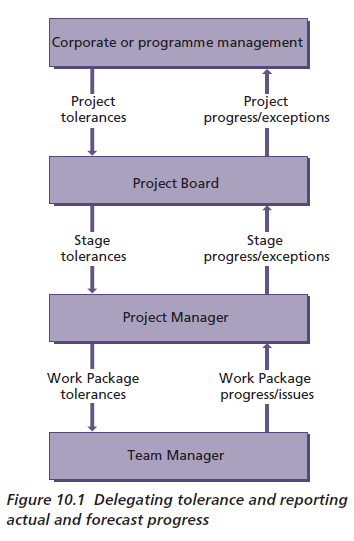 Corporate or programme management
Project
tolerances
Project
progress/exceptions
Project Board
Stage
tolerances
Stage
progress/exceptions
Project Manager
Work Package
tolerances
Work Package
progress/issues
Team Manager
Figure 10.1 Delegating tolerance and reporting
actual and forecast progress